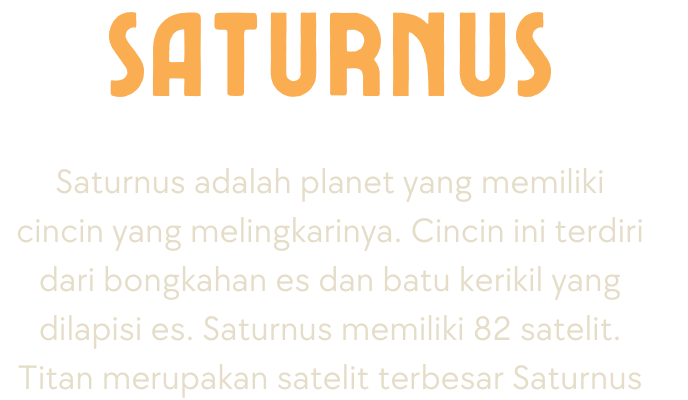 SATURNUS
Saturnus adalah planet yang memiliki
cincin yang melingkarinya. Cincin ini terdiri
dari bongkahan es dan batu kerikil yang
dilapisi es. Saturnus memiliki 82 satelit.
Titan merupakan satelit terbesar Saturnus